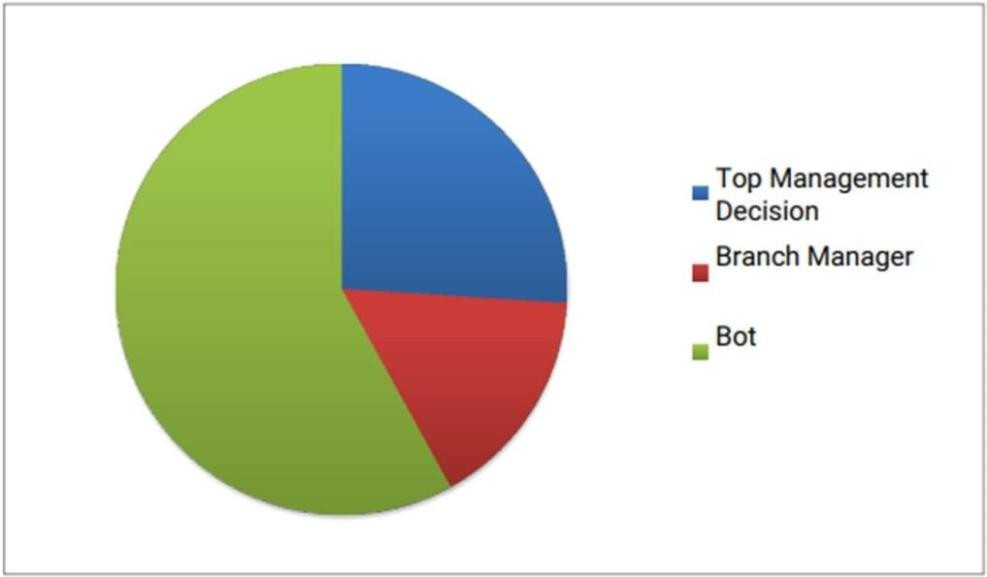 Top Management
Decision
Branch Manager
Bot